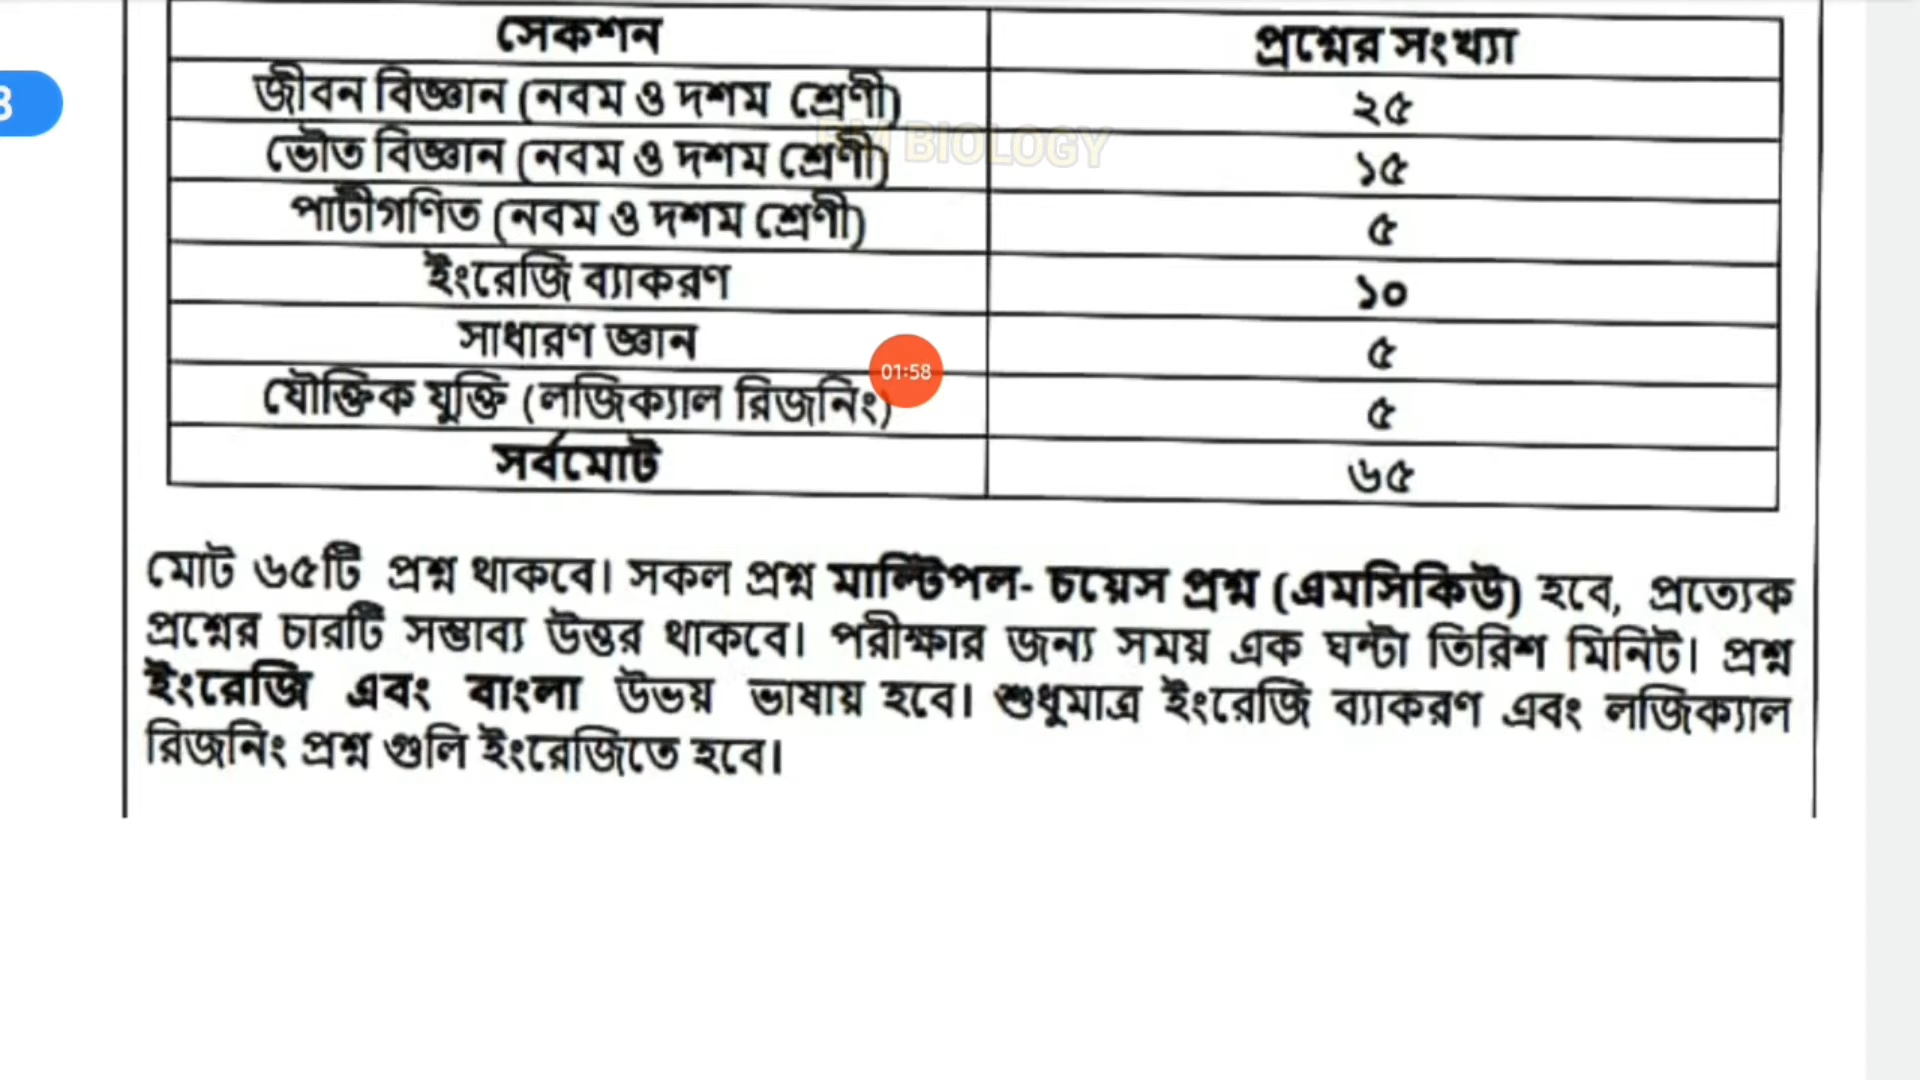 সেকশন প্রশ্নের সংখ্যা
জীবন বিজ্ঞান (নবম ও দশম শ্রেণী) ২৫
ভৌত বিজ্ঞান (নবম ও দশম শ্রেণী) ১৫
BIOLOGY
পাটীগণিত (নবম ও দশম শ্রেণী) ৫
ইংরেজি ব্যাকরণ ১০
সাধারণ জ্ঞান ৫
01:58
যৌক্তিক যুক্তি (লজিক্যাল রিজনিং) ৫
সর্বমোট ৬৫
মোট ৬৫টি প্রশ্ন থাকবে। সকল প্রশ্ন মাল্টিপল- চয়েস প্রশ্ন (এমসিকিউ) হবে, প্রত্যেক
প্রশ্নের চারটি সম্ভাব্য উত্তর থাকবে। পরীক্ষার জন্য সময় এক ঘন্টা তিরিশ মিনিট। প্রশ্ন
ইংরেজি এবং বাংলা উভয় ভাষায় হবে। শুধুমাত্র ইংরেজি ব্যাকরণ এবং লজিক্যাল
রিজনিং প্রশ্ন গুলি ইংরেজিতে হবে।